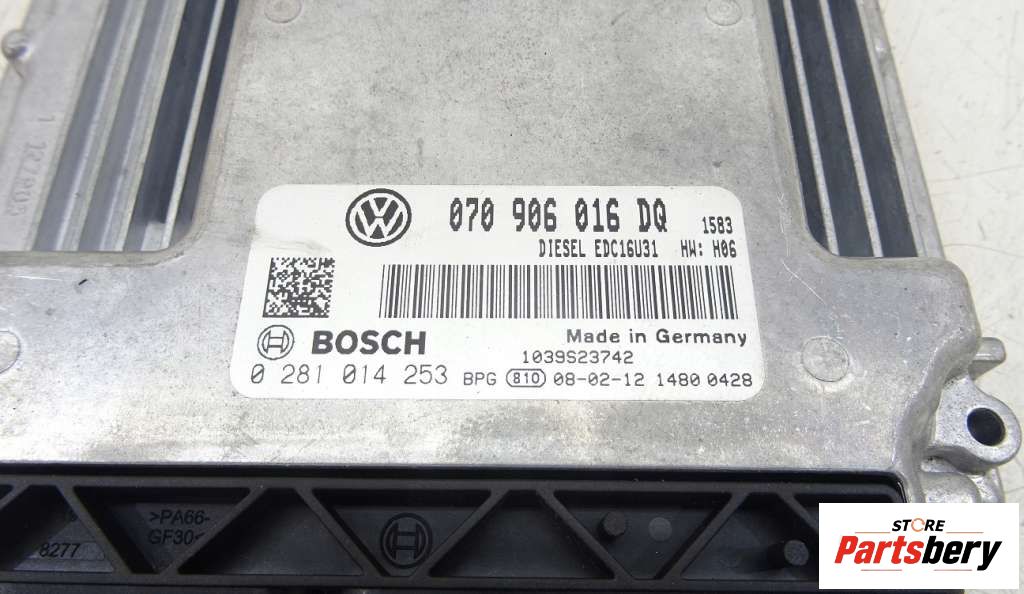 070 906 016 DQ 1583
DIESEL EDC16U31 HW: H06
BOSCH Made in Germany
1039S23742
0 281 014 253 BPG 810 08-02-12 1480 0428
>PA66-
GF30<
8277
STORE
Partsbery